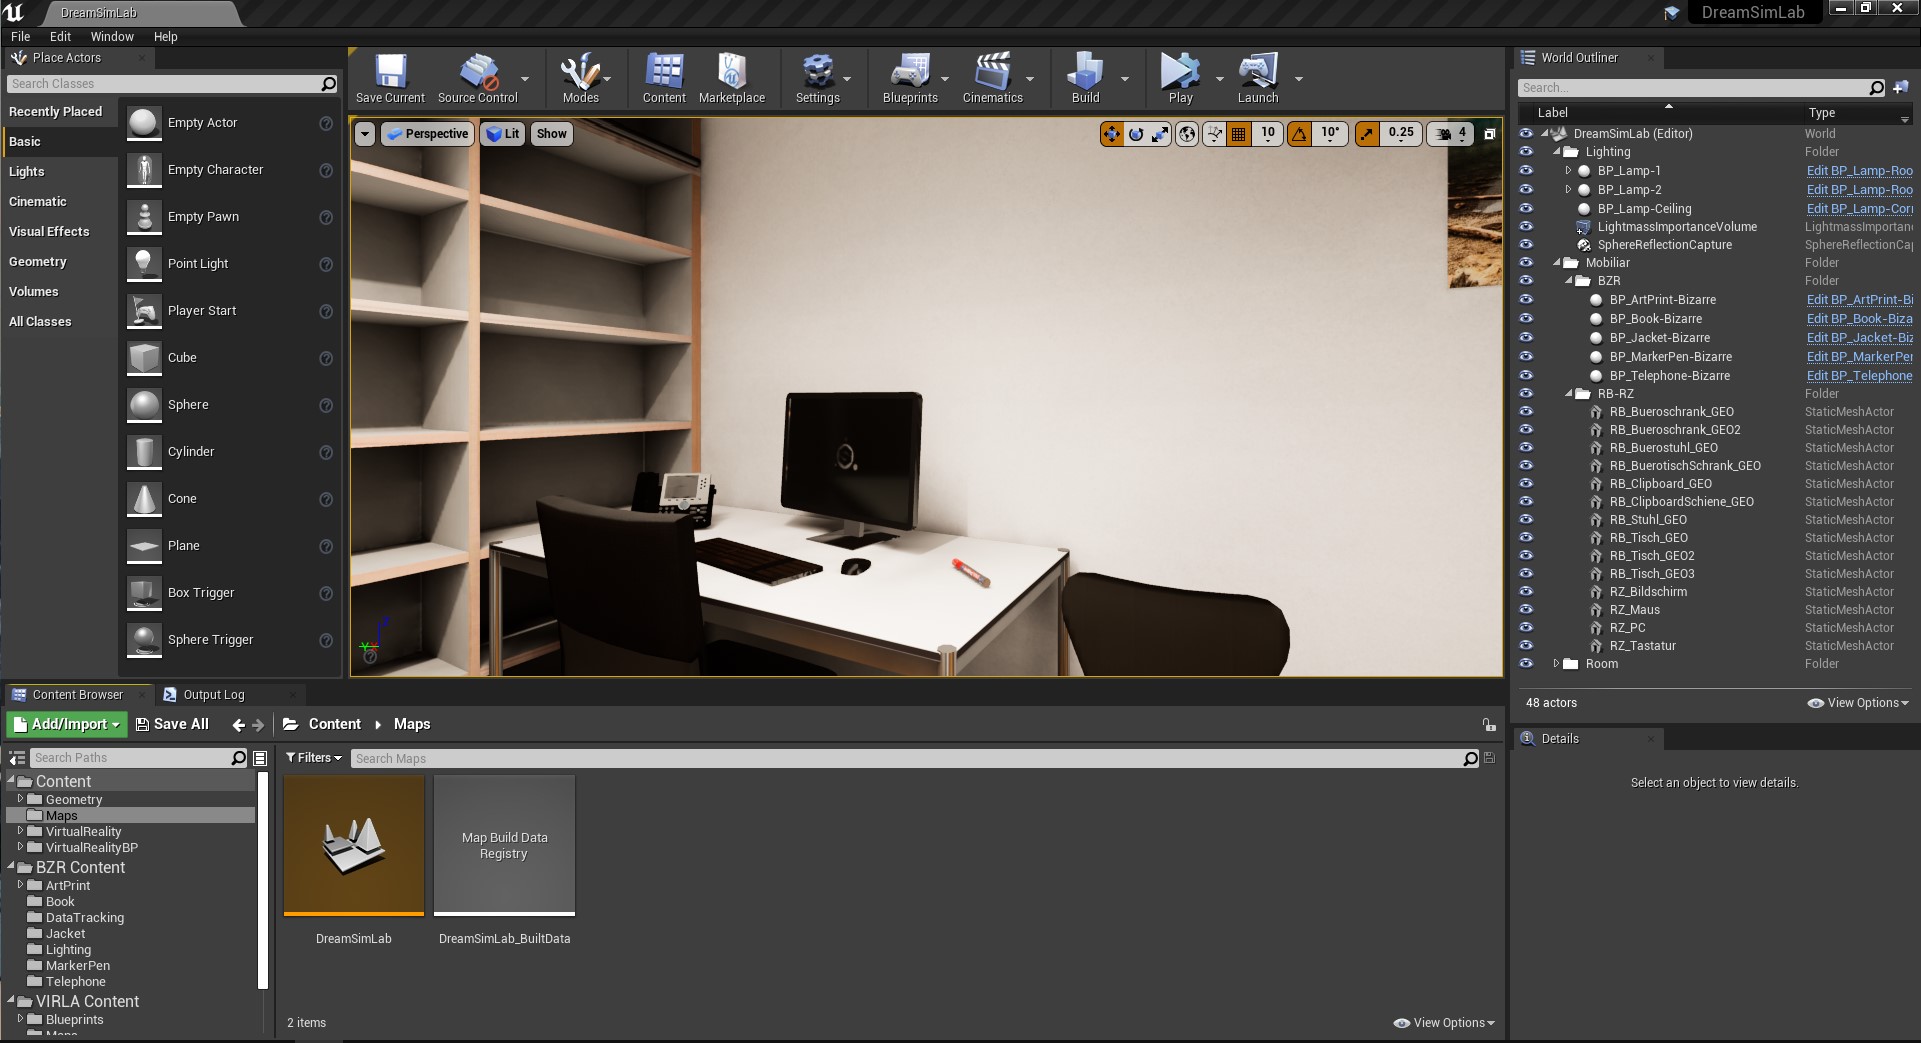 DreamSimLab
DreamSimLab
File Edit Window Help
Place Actors
Search Classes
Recently Placed
Basic
Lights
Cinematic
Visual Effects
Geometry
Volumes
All Classes
Empty Actor
Empty Character
Empty Pawn
Point Light
Player Start
Cube
Sphere
Cylinder
Cone
Plane
Box Trigger
Sphere Trigger
Save Current Source Control Modes Content Marketplace Settings Blueprints Cinematics Build Play Launch
Perspective Lit Show 10 10° 0.25 4
World Outliner
Search...
Label Type
DreamSimLab (Editor) World
Lighting Folder
BP_Lamp-1 Edit BP_Lamp-Roo
BP_Lamp-2 Edit BP_Lamp-Roo
BP_Lamp-Ceiling Edit BP_Lamp-Corr
LightmassImportanceVolume LightmassImportanc
SphereReflectionCapture SphereReflectionCap
Mobiliar Folder
BZR Folder
BP_ArtPrint-Bizarre Edit BP_ArtPrint-Bi
BP_Book-Bizarre Edit BP_Book-Biza
BP_Jacket-Bizarre Edit BP_Jacket-Biz
BP_MarkerPen-Bizarre Edit BP_MarkerPer
BP_Telephone-Bizarre Edit BP_Telephone
RB-RZ Folder
RB_Bueroschrank_GEO StaticMeshActor
RB_Bueroschrank_GEO2 StaticMeshActor
RB_Buerostuhl_GEO StaticMeshActor
RB_BuerotischSchrank_GEO StaticMeshActor
RB_Clipboard_GEO StaticMeshActor
RB_ClipboardSchiene_GEO StaticMeshActor
RB_Stuhl_GEO StaticMeshActor
RB_Tisch_GEO StaticMeshActor
RB_Tisch_GEO2 StaticMeshActor
RB_Tisch_GEO3 StaticMeshActor
RZ_Bildschirm StaticMeshActor
RZ_Maus StaticMeshActor
RZ_PC StaticMeshActor
RZ_Tastatur StaticMeshActor
Room Folder
48 actors View Options
Details
Select an object to view details.
Content Browser Output Log
Add/Import Save All Content Maps
Search Paths
Content
Geometry
Maps
VirtualReality
VirtualRealityBP
BZR Content
ArtPrint
Book
DataTracking
Jacket
Lighting
MarkerPen
Telephone
VIRLA Content
Blueprints
Maps
Filters Search Maps
Map Build Data
Registry
DreamSimLab DreamSimLab_BuiltData
2 items View Options